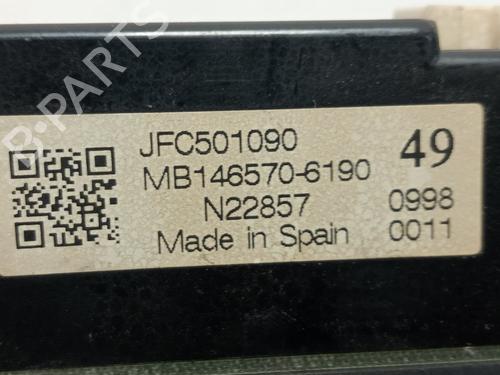 B-PARTS
JFC501090
49
MB146570-6190
N22857
0998
Made in Spain
0011